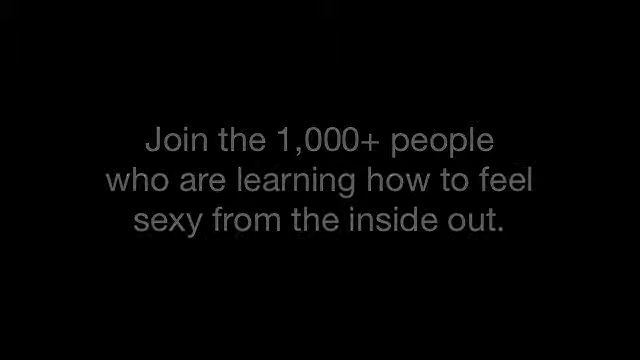 Join the 1,000+ people
who are learning how to feel
sexy from the inside out.